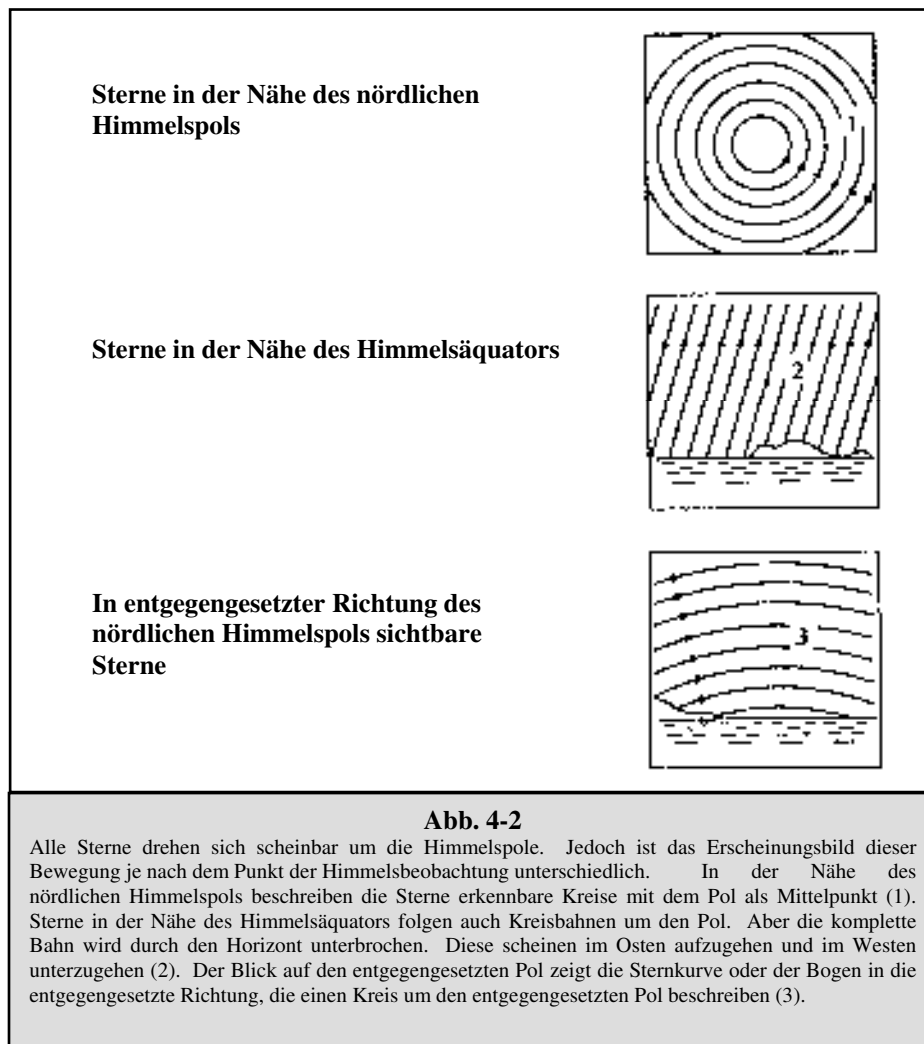 Sterne in der Nähe des nördlichen
Himmelspols
1
Sterne in der Nähe des Himmelsäquators
2
In entgegengesetzter Richtung des
nördlichen Himmelspols sichtbare
Sterne
3
Abb. 4-2
Alle Sterne drehen sich scheinbar um die Himmelspole. Jedoch ist das Erscheinungsbild dieser
Bewegung je nach dem Punkt der Himmelsbeobachtung unterschiedlich. In der Nähe des
nördlichen Himmelspols beschreiben die Sterne erkennbare Kreise mit dem Pol als Mittelpunkt (1).
Sterne in der Nähe des Himmelsäquators folgen auch Kreisbahnen um den Pol. Aber die komplette
Bahn wird durch den Horizont unterbrochen. Diese scheinen im Osten aufzugehen und im Westen
unterzugehen (2). Der Blick auf den entgegengesetzten Pol zeigt die Sternkurve oder der Bogen in die
entgegengesetzte Richtung, die einen Kreis um den entgegengesetzten Pol beschreiben (3).